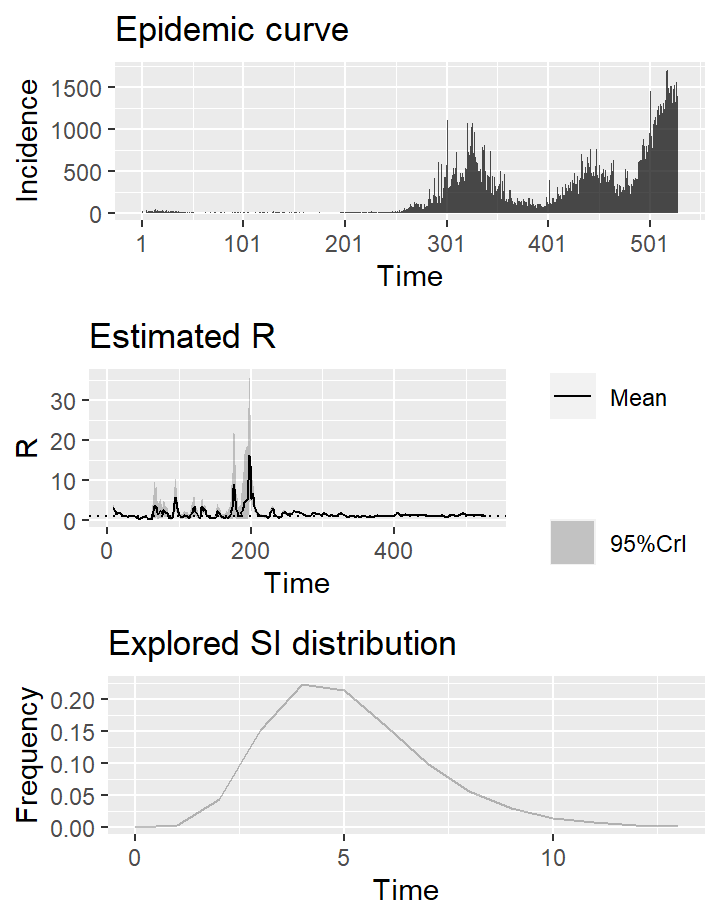 Epidemic curve
Incidence
1500
1000
500
0
1 101 201 301 401 501
Time
Estimated R
R
30
20
10
0
0 200 400
Time
Mean
95%CrI
Explored SI distribution
Frequency
0.20
0.15
0.10
0.05
0.00
0 5 10
Time